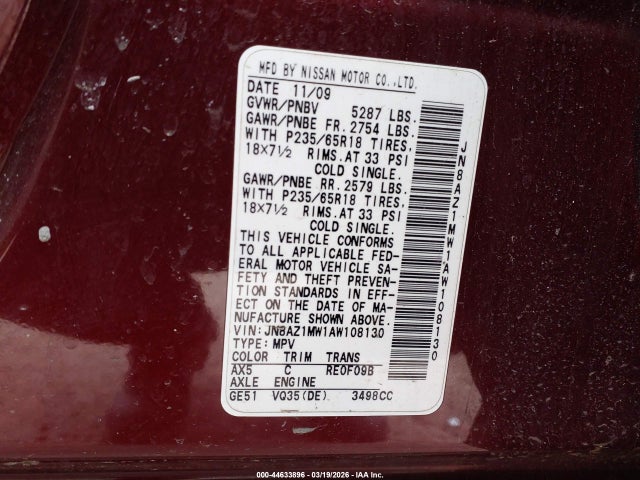 MFD BY NISSAN MOTOR CO.,LTD.
DATE 11/09
GVWR/PNBV 5287 LBS.
GAWR/PNBE FR. 2754 LBS.
WITH P235/65R18 TIRES,
18X7½ RIMS. AT 33 PSI
COLD SINGLE.
GAWR/PNBE RR. 2579 LBS.
WITH P235/65R18 TIRES,
18X7½ RIMS. AT 33 PSI
COLD SINGLE.
THIS VEHICLE CONFORMS
TO ALL APPLICABLE FED-
ERAL MOTOR VEHICLE SA-
FETY AND THEFT PREVEN-
TION STANDARDS IN EFF-
ECT ON THE DATE OF MA-
NUFACTURE SHOWN ABOVE.
VIN: JN8AZ1MW1AW108130
TYPE: MPV
COLOR TRIM TRANS
AX5 C RE0F09B
AXLE ENGINE
GE51 VQ35(DE) 3498CC
JN8AZ1MW1AW108130
000-44633896 - 03/19/2026 - IAA Inc.